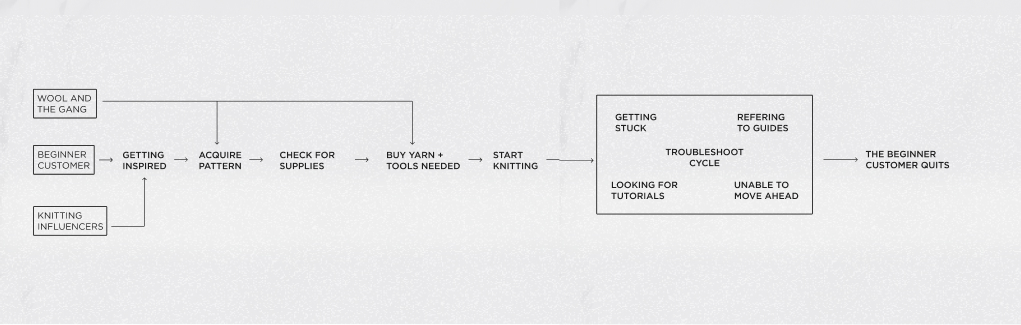 WOOL AND
THE GANG
BEGINNER
CUSTOMER
GETTING
INSPIRED
ACQUIRE
PATTERN
CHECK FOR
SUPPLIES
BUY YARN +
TOOLS NEEDED
START
KNITTING
KNITTING
INFLUENCERS
GETTING
STUCK
REFERING
TO GUIDES
TROUBLESHOOT
CYCLE
LOOKING FOR
TUTORIALS
UNABLE TO
MOVE AHEAD
THE BEGINNER
CUSTOMER QUITS